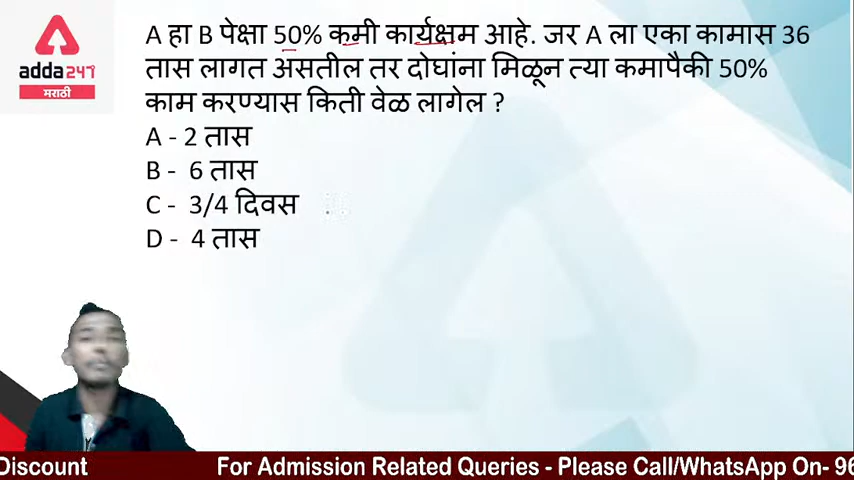 A हा B पेक्षा 50% कमी कार्यक्षम आहे. जर A ला एका कामास 36
तास लागत असतील तर दोघांना मिळून त्या कमापैकी 50%
काम करण्यास किती वेळ लागेल ?
A - 2 तास
B - 6 तास
C - 3/4 दिवस
D - 4 तास
adda247
मराठी
Discount For Admission Related Queries - Please Call/WhatsApp On- 96